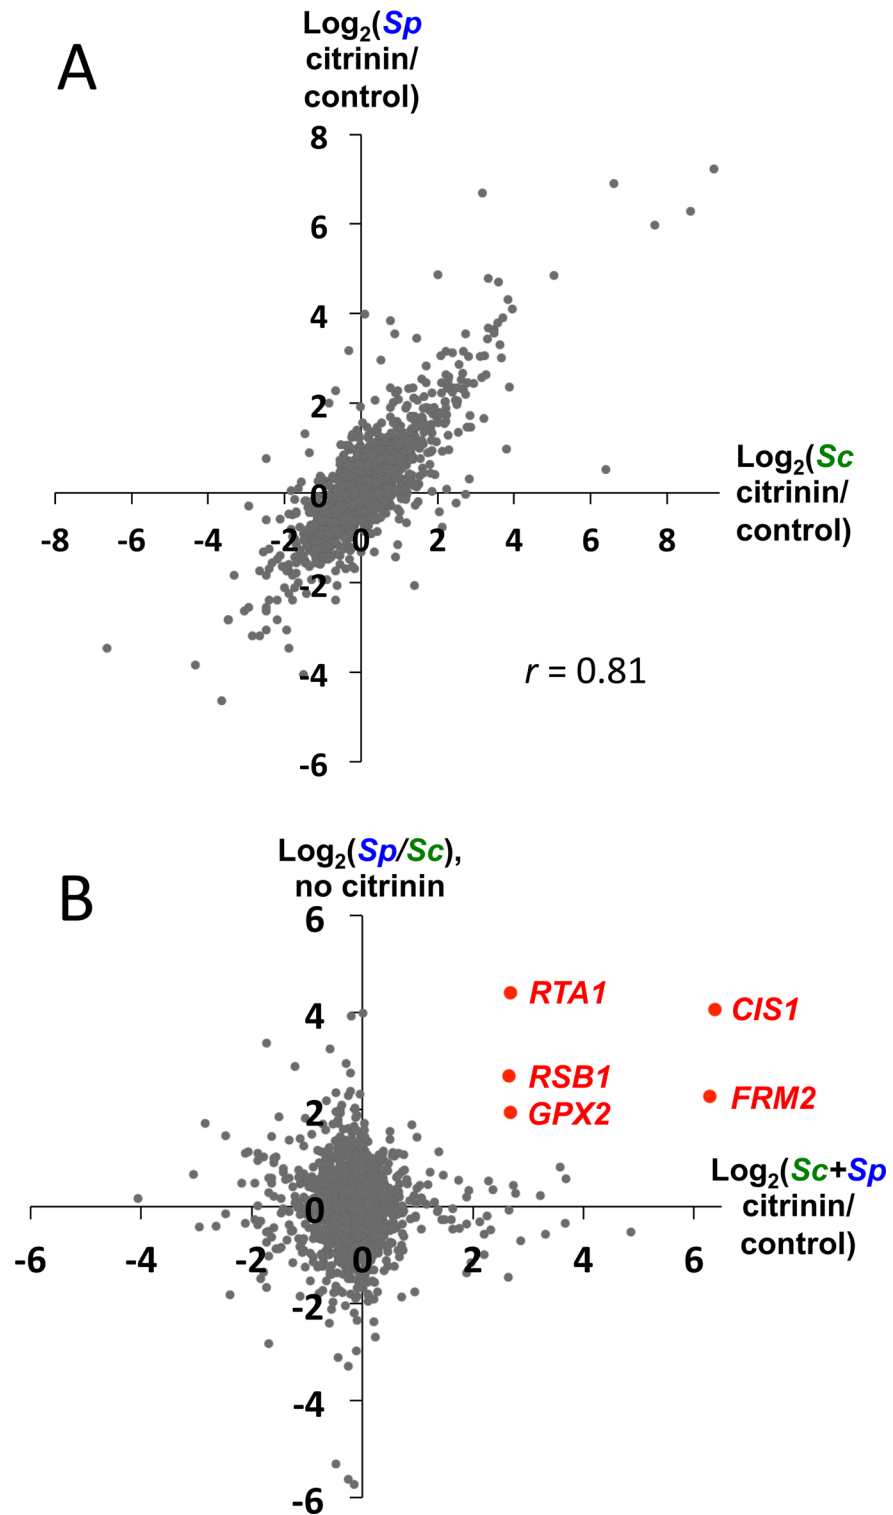 A
Log₂(Sp
citrinin/
control)
8
6
4
2
0
-2
-4
-6
-8 -6 -4 -2 0 2 4 6 8
Log₂(Sc
citrinin/
control)
r = 0.81
B
Log₂(Sp/Sc),
no citrinin
6
4
2
0
-2
-4
-6
RTA1
CIS1
RSB1
FRM2
GPX2
Log₂(Sc+Sp
citrinin/
control)
-6 -4 -2 0 2 4 6